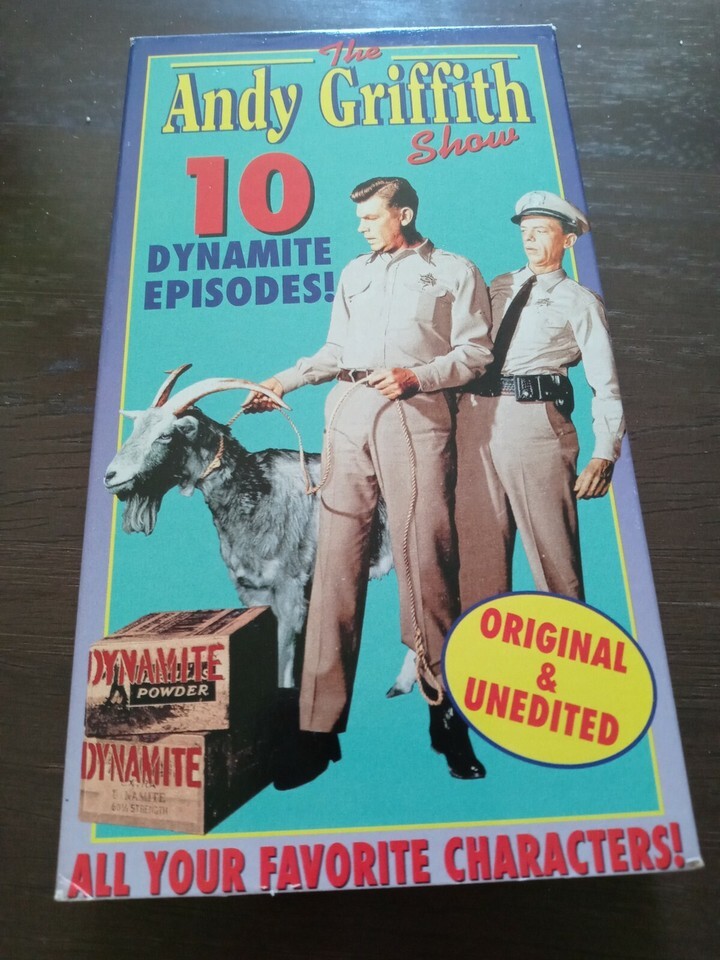 The
Andy Griffith
Show
10
DYNAMITE
EPISODES!
DYNAMITE
POWDER
DYNAMITE
ORIGINAL
&
UNEDITED
ALL YOUR FAVORITE CHARACTERS!